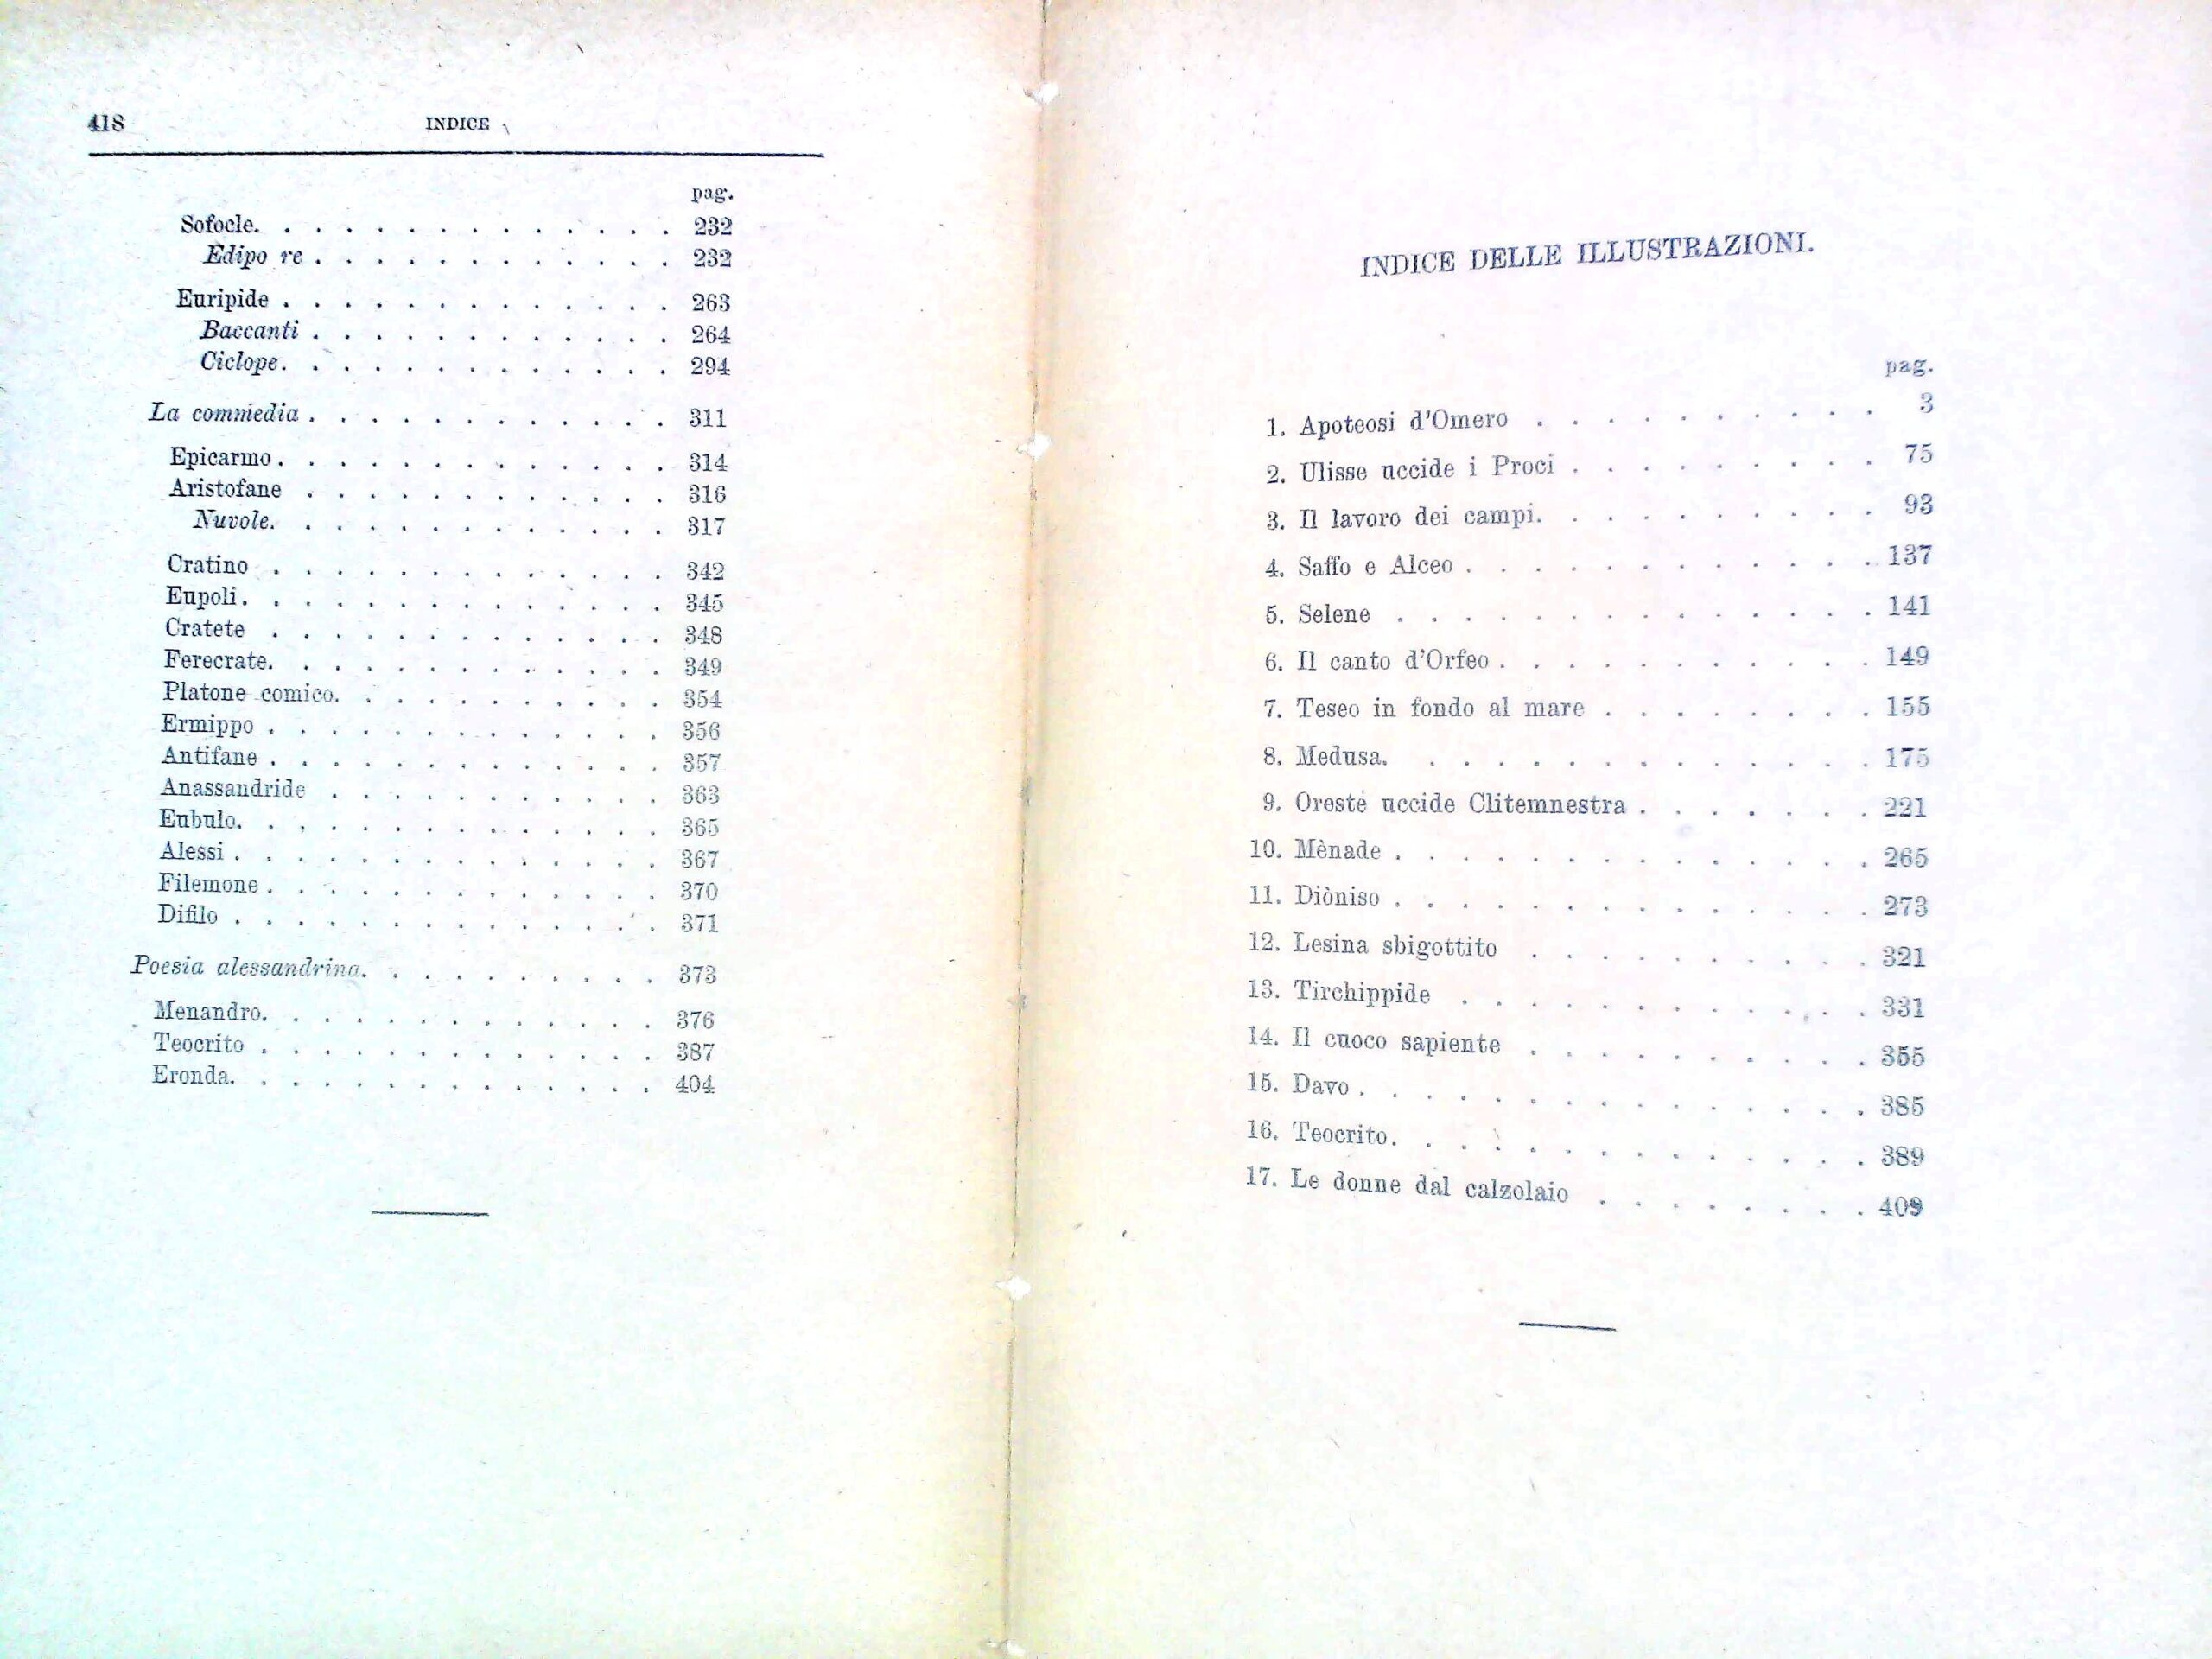 418 INDICE
pag.
Sofocle. . . . . . . . . . . . . . 232
Edipo re . . . . . . . . . . . . 232
Euripide . . . . . . . . . . . . . 263
Baccanti . . . . . . . . . . . . 264
Ciclope. . . . . . . . . . . . . 294
La commedia . . . . . . . . . . . . 311
Epicarmo. . . . . . . . . . . . . 314
Aristofane . . . . . . . . . . . . 316
Nuvole. . . . . . . . . . . . . 317
Cratino . . . . . . . . . . . . . 342
Eupoli. . . . . . . . . . . . . . 345
Cratete . . . . . . . . . . . . . 348
Ferecrate. . . . . . . . . . . . . 349
Platone comico. . . . . . . . . . . 354
Ermippo . . . . . . . . . . . . . 356
Antifane . . . . . . . . . . . . . 357
Anassandride . . . . . . . . . . . 363
Eubulo. . . . . . . . . . . . . . 365
Alessi . . . . . . . . . . . . . . 367
Filemone . . . . . . . . . . . . . 370
Difilo . . . . . . . . . . . . . . 371
Poesia alessandrina. . . . . . . . . . 373
Menandro. . . . . . . . . . . . . 376
Teocrito . . . . . . . . . . . . . 387
Eronda. . . . . . . . . . . . . . 404
INDICE DELLE ILLUSTRAZIONI.
pag.
1. Apoteosi d'Omero . . . . . . . . . . 3
2. Ulisse uccide i Proci . . . . . . . . . 75
3. Il lavoro dei campi. . . . . . . . . . 93
4. Saffo e Alceo . . . . . . . . . . . . 137
5. Selene . . . . . . . . . . . . . . 141
6. Il canto d'Orfeo . . . . . . . . . . . 149
7. Teseo in fondo al mare . . . . . . . . 155
8. Medusa. . . . . . . . . . . . . . 175
9. Oreste uccide Clitemnestra . . . . . . . 221
10. Mènade . . . . . . . . . . . . . . 265
11. Diòniso . . . . . . . . . . . . . . 273
12. Lesina sbigottito . . . . . . . . . . 321
13. Tirchippide . . . . . . . . . . . . 331
14. Il cuoco sapiente . . . . . . . . . . 355
15. Davo . . . . . . . . . . . . . . . 385
16. Teocrito. . . . . . . . . . . . . . 389
17. Le donne dal calzolaio . . . . . . . . 409